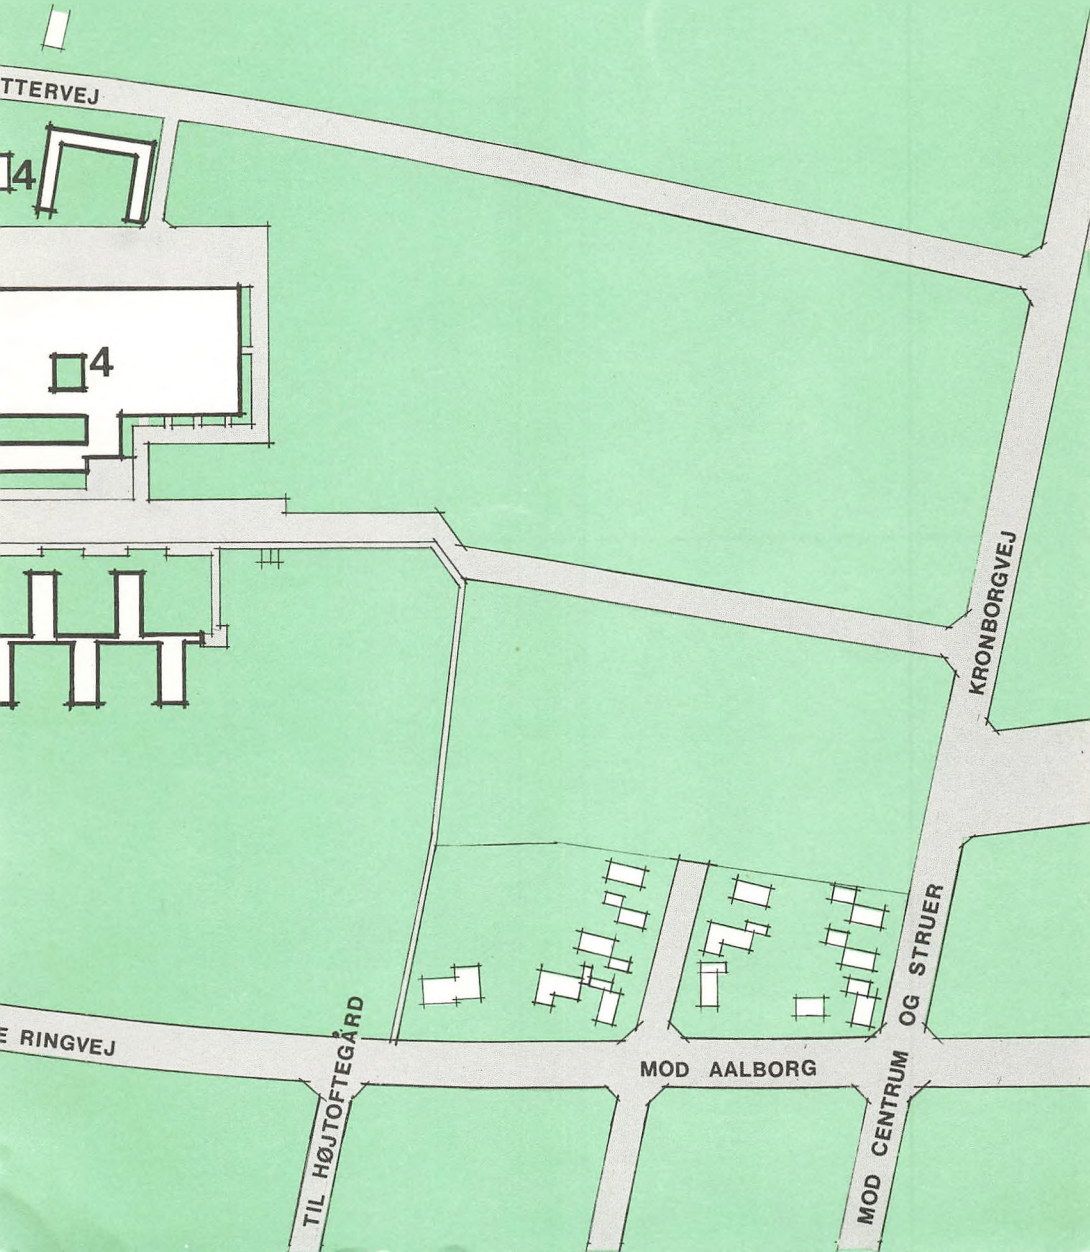 TTERVEJ
4
4
KRONBORGVEJ
E RINGVEJ
TIL HØJTOFTEGÅRD
MOD AALBORG
MOD CENTRUM OG STRUER